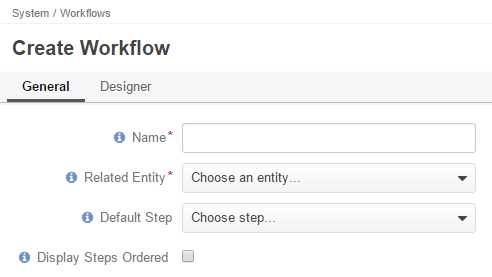 System / Workflows
Create Workflow
General Designer
Name*
Related Entity* Choose an entity...
Default Step Choose step...
Display Steps Ordered